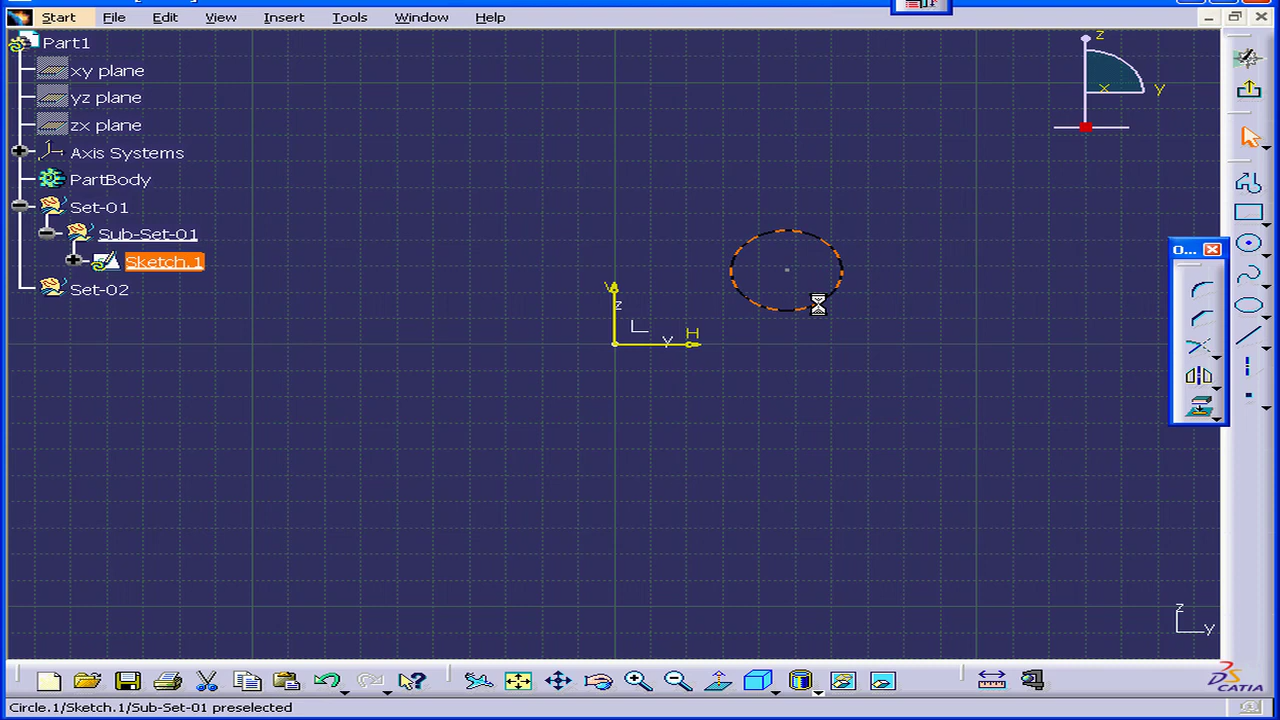 Start File Edit View Insert Tools Window Help
Part1
xy plane
yz plane
zx plane
Axis Systems
PartBody
Set-01
Sub-Set-01
Sketch.1
Set-02
z
x y
O...
V
z
H
y
z
y
CATIA
Circle.1/Sketch.1/Sub-Set-01 preselected